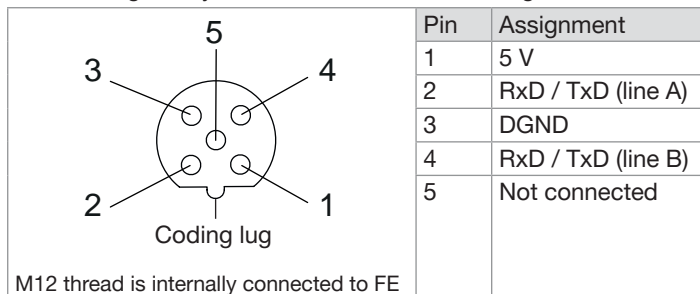 5
3
4
2
1
Coding lug
M12 thread is internally connected to FE
Pin Assignment
1 5 V
2 RxD / TxD (line A)
3 DGND
4 RxD / TxD (line B)
5 Not connected